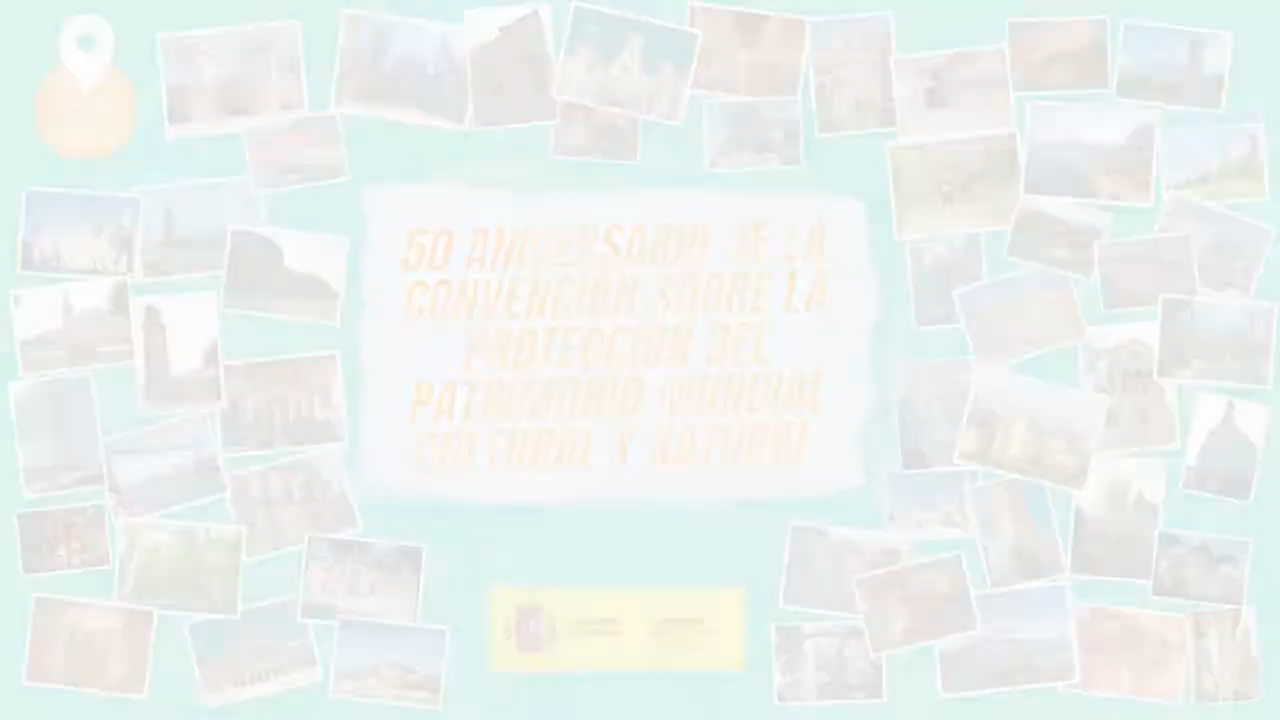 50 ANIVERSARIO DE LA
CONVENCIÓN SOBRE LA
PROTECCIÓN DEL
PATRIMONIO MUNDIAL
CULTURAL Y NATURAL